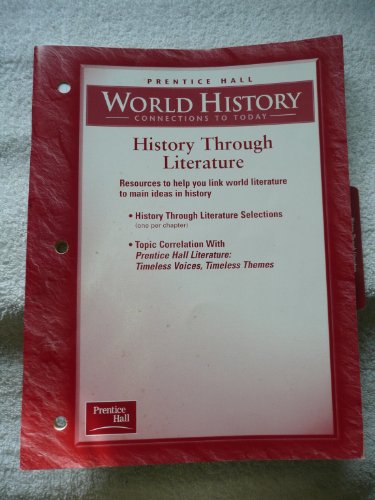 PRENTICE HALL
WORLD HISTORY
CONNECTIONS TO TODAY
History Through
Literature
Resources to help you link world literature
to main ideas in history
• History Through Literature Selections
(one per chapter)
• Topic Correlation With
Prentice Hall Literature:
Timeless Voices, Timeless Themes
Prentice
Hall